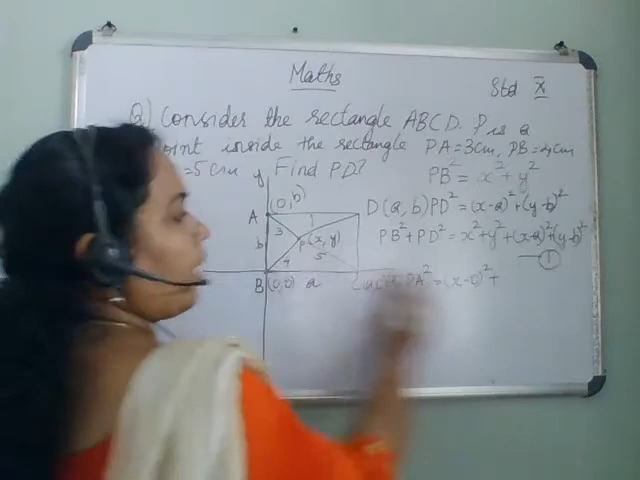 Maths
Std X
Q) Consider the rectangle ABCD. P is a
point inside the rectangle PA=3cm, PB=4cm
=5cm Find PD?
PB² = x²+y²
y
A (0,b) D(a,b) PD² = (x-a)²+(y-b)²
3 P(x,y) PB²+PD² = x²+y²+(x-a)²+(y-b)²
b 4 5 —①
B (0,0) a C PA² = (x-0)²+